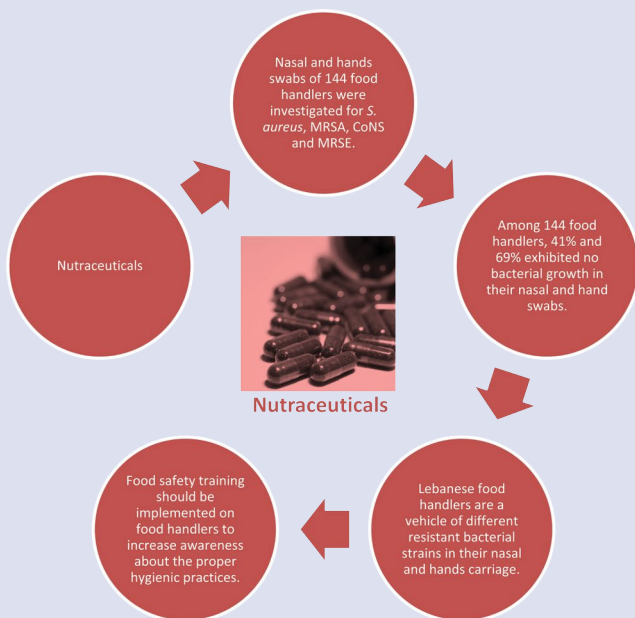 Nutraceuticals
Nasal and hands
swabs of 144 food
handlers were
investigated for S.
aureus, MRSA, CoNS
and MRSE.
Among 144 food
handlers, 41% and
69% exhibited no
bacterial growth in
their nasal and hand
swabs.
Lebanese food
handlers are a
vehicle of different
resistant bacterial
strains in their nasal
and hands carriage.
Food safety training
should be
implemented on
food handlers to
increase awareness
about the proper
hygienic practices.
Nutraceuticals